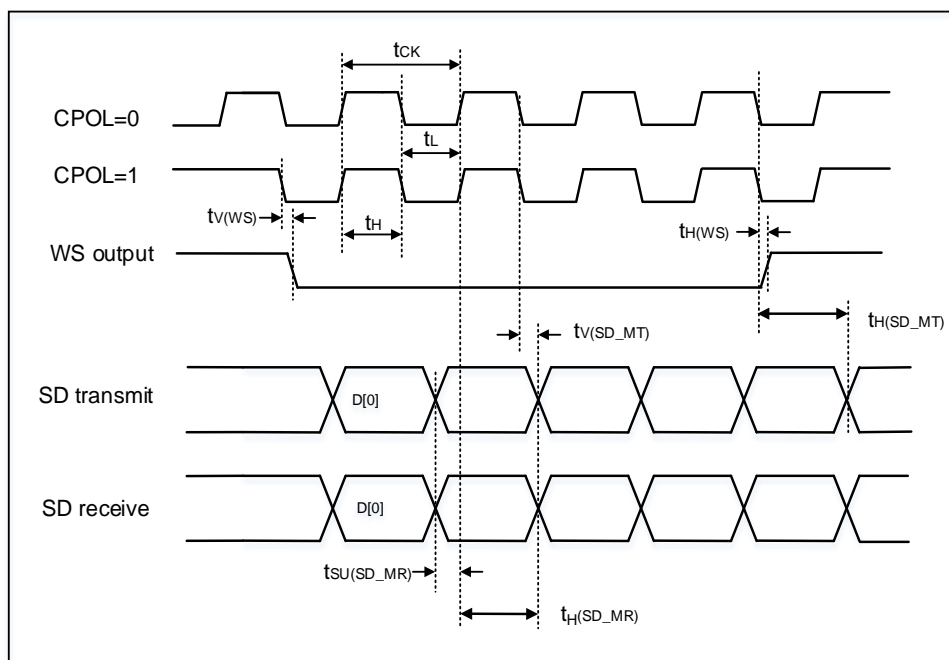 tCK
CPOL=0
tL
CPOL=1
tV(WS)
tH
tH(WS)
WS output
tV(SD_MT)
tH(SD_MT)
SD transmit
D[0]
SD receive
D[0]
tSU(SD_MR)
tH(SD_MR)